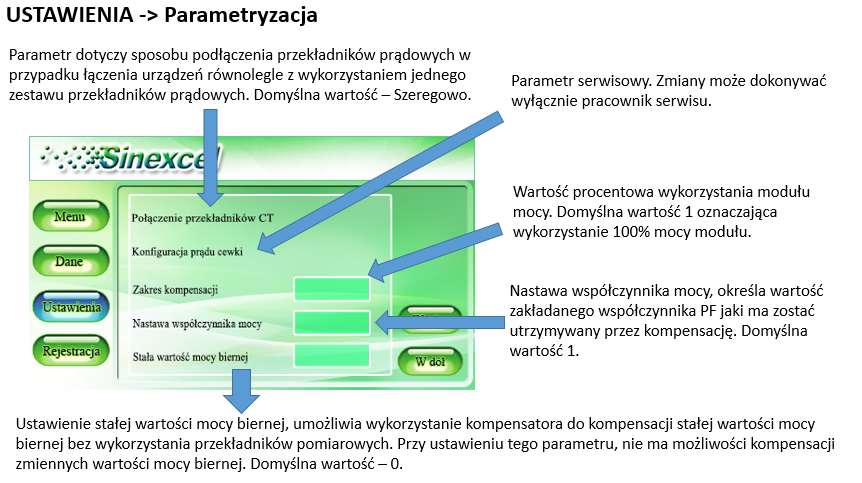 USTAWIENIA -> Parametryzacja
Parametr dotyczy sposobu podłączenia przekładników prądowych w
przypadku łączenia urządzeń równolegle z wykorzystaniem jednego
zestawu przekładników prądowych. Domyślna wartość – Szeregowo.
Parametr serwisowy. Zmiany może dokonywać
wyłącznie pracownik serwisu.
Sinexcel
Menu
Dane
Ustawienia
Rejestracja
Połączenie przekładników CT
Konfiguracja prądu cewki
Zakres kompensacji
Nastawa współczynnika mocy
Stała wartość mocy biernej
W dół
Wartość procentowa wykorzystania modułu
mocy. Domyślna wartość 1 oznaczająca
wykorzystanie 100% mocy modułu.
Nastawa współczynnika mocy, określa wartość
zakładanego współczynnika PF jaki ma zostać
utrzymywany przez kompensację. Domyślna
wartość 1.
Ustawienie stałej wartości mocy biernej, umożliwia wykorzystanie kompensatora do kompensacji stałej wartości mocy
biernej bez wykorzystania przekładników pomiarowych. Przy ustawieniu tego parametru, nie ma możliwości kompensacji
zmiennych wartości mocy biernej. Domyślna wartość – 0.